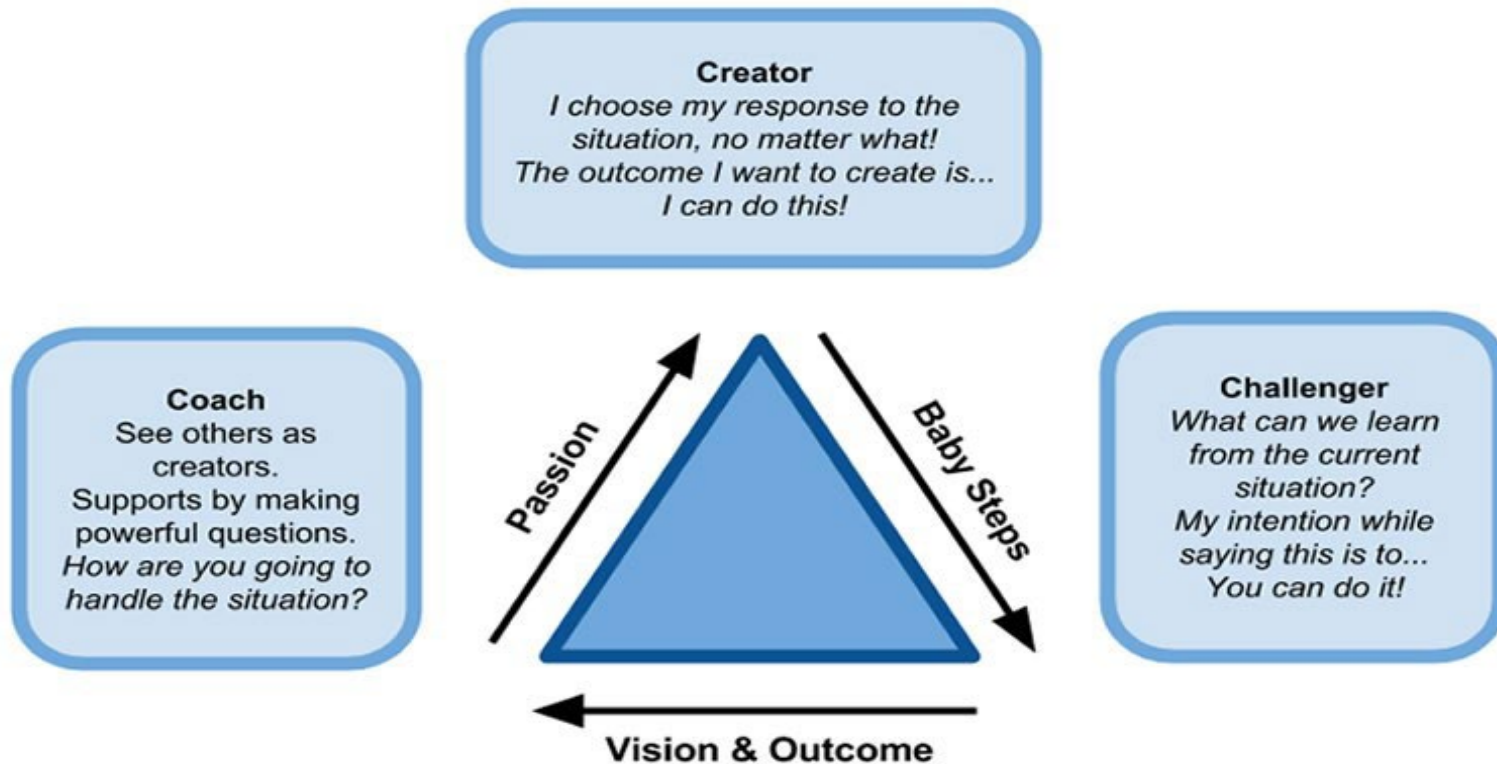 Creator
I choose my response to the
situation, no matter what!
The outcome I want to create is...
I can do this!
Coach
See others as
creators.
Supports by making
powerful questions.
How are you going to
handle the situation?
Passion
Baby Steps
Challenger
What can we learn
from the current
situation?
My intention while
saying this is to...
You can do it!
Vision & Outcome